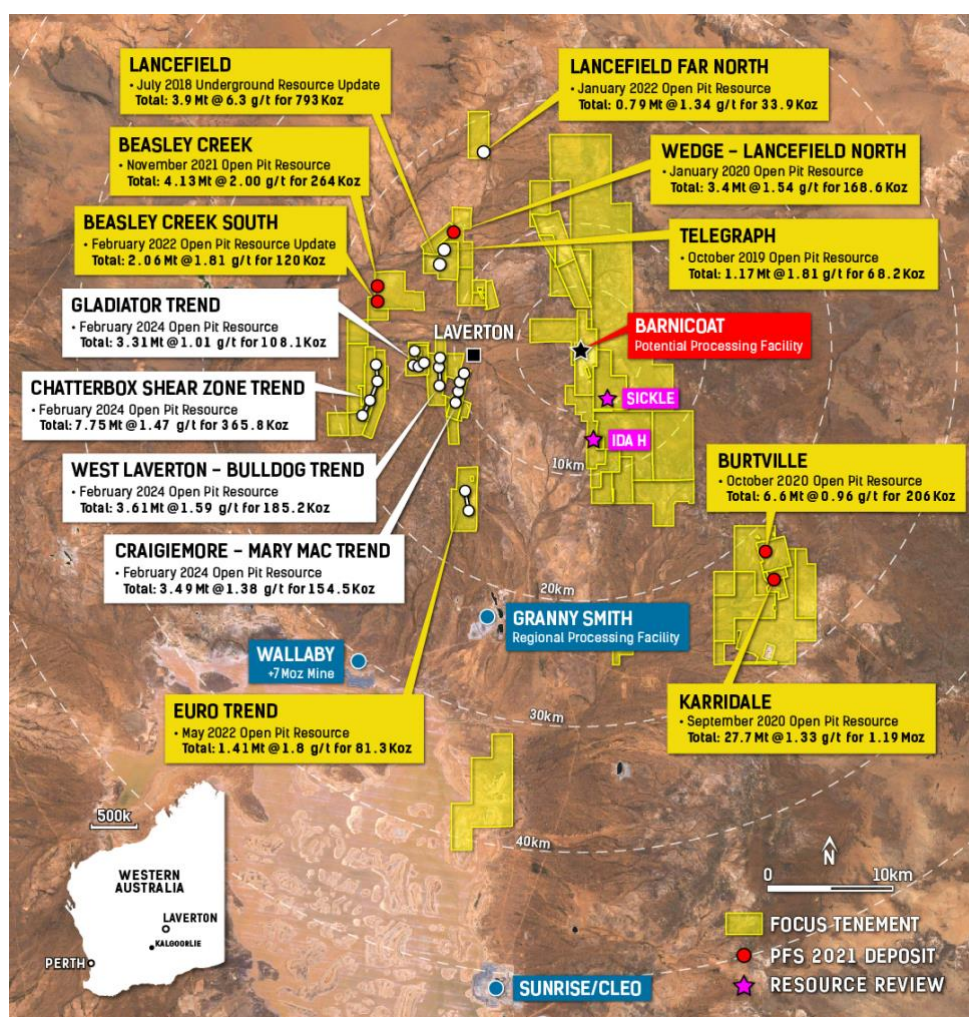 LANCEFIELD
• July 2018 Underground Resource Update
Total: 3.9 Mt @ 6.3 g/t for 793 Koz
LANCEFIELD FAR NORTH
• January 2022 Open Pit Resource
Total: 0.79 Mt @ 1.34 g/t for 33.9 Koz
BEASLEY CREEK
• November 2021 Open Pit Resource
Total: 4.13 Mt @ 2.00 g/t for 264 Koz
WEDGE – LANCEFIELD NORTH
• January 2020 Open Pit Resource
Total: 3.4 Mt @ 1.54 g/t for 168.6 Koz
BEASLEY CREEK SOUTH
• February 2022 Open Pit Resource Update
Total: 2.06 Mt @ 1.81 g/t for 120 Koz
TELEGRAPH
• October 2019 Open Pit Resource
Total: 1.17 Mt @ 1.81 g/t for 68.2 Koz
GLADIATOR TREND
• February 2024 Open Pit Resource
Total: 3.31 Mt @ 1.01 g/t for 108.1 Koz
LAVERTON
BARNICOAT
Potential Processing Facility
CHATTERBOX SHEAR ZONE TREND
• February 2024 Open Pit Resource
Total: 7.75 Mt @ 1.47 g/t for 365.8 Koz
SICKLE
IDA H
WEST LAVERTON – BULLDOG TREND
• February 2024 Open Pit Resource
Total: 3.61 Mt @ 1.59 g/t for 185.2 Koz
10km
BURTVILLE
• October 2020 Open Pit Resource
Total: 6.6 Mt @ 0.96 g/t for 206 Koz
CRAIGIEMORE – MARY MAC TREND
• February 2024 Open Pit Resource
Total: 3.49 Mt @ 1.38 g/t for 154.5 Koz
20km
GRANNY SMITH
Regional Processing Facility
WALLABY
+7 Moz Mine
EURO TREND
• May 2022 Open Pit Resource
Total: 1.41 Mt @ 1.8 g/t for 81.3 Koz
30km
KARRIDALE
• September 2020 Open Pit Resource
Total: 27.7 Mt @ 1.33 g/t for 1.19 Moz
40km
500k
WESTERN
AUSTRALIA
LAVERTON
KALGOORLIE
PERTH
N
0 10km
FOCUS TENEMENT
PFS 2021 DEPOSIT
RESOURCE REVIEW
SUNRISE/CLEO